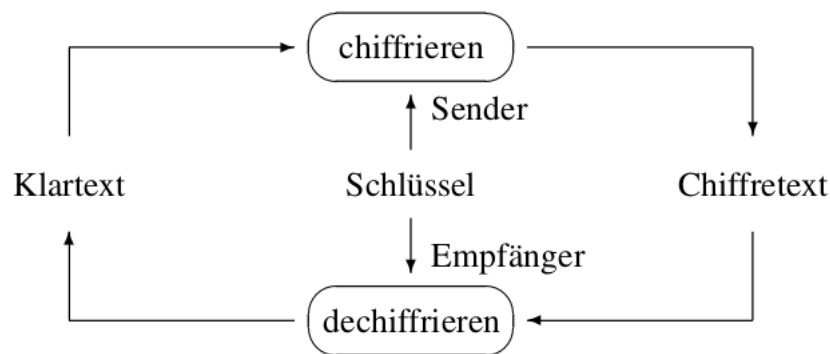 chiffrieren
Sender
Klartext Schlüssel Chiffretext
Empfänger
dechiffrieren